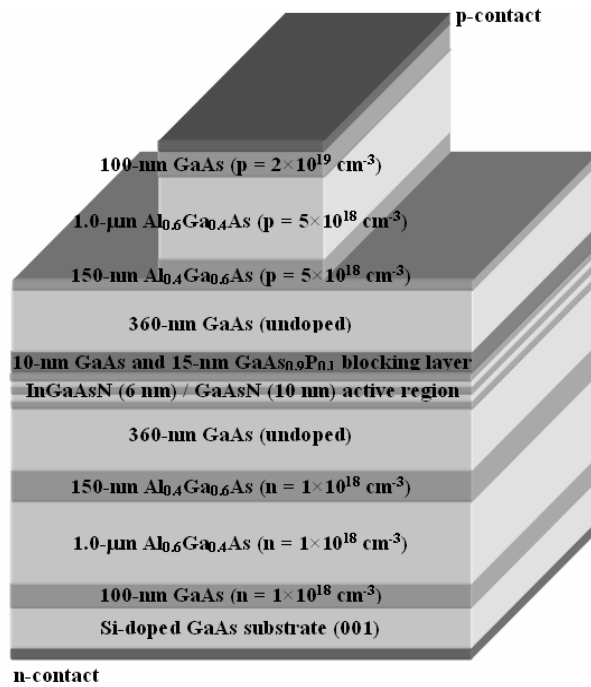 p-contact
100-nm GaAs (p = 2×10¹⁹ cm⁻³)
1.0-μm Al₀.₆Ga₀.₄As (p = 5×10¹⁸ cm⁻³)
150-nm Al₀.₄Ga₀.₆As (p = 5×10¹⁸ cm⁻³)
360-nm GaAs (undoped)
10-nm GaAs and 15-nm GaAs₀.₉P₀.₁ blocking layer
InGaAsN (6 nm) / GaAsN (10 nm) active region
360-nm GaAs (undoped)
150-nm Al₀.₄Ga₀.₆As (n = 1×10¹⁸ cm⁻³)
1.0-μm Al₀.₆Ga₀.₄As (n = 1×10¹⁸ cm⁻³)
100-nm GaAs (n = 1×10¹⁸ cm⁻³)
Si-doped GaAs substrate (001)
n-contact